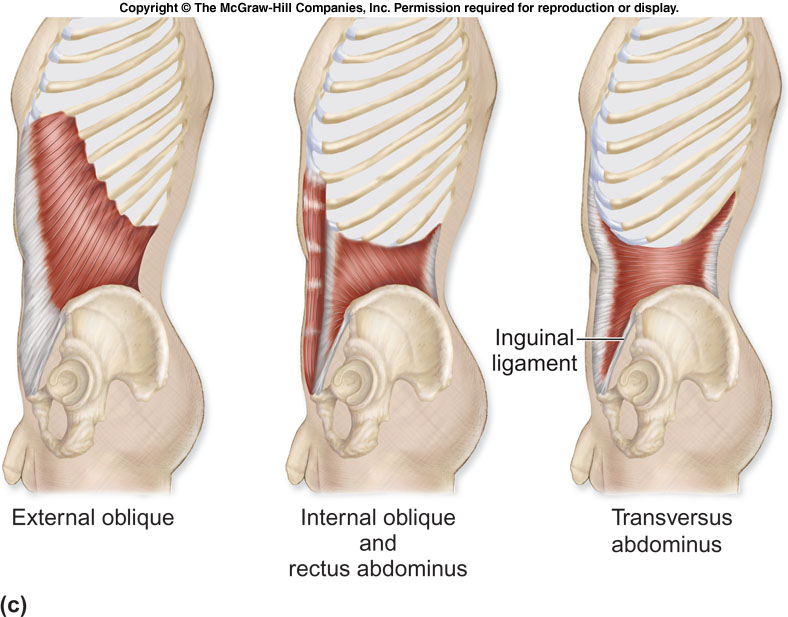 Copyright © The McGraw-Hill Companies, Inc. Permission required for reproduction or display.
Inguinal
ligament
External oblique
Internal oblique
and
rectus abdominus
Transversus
abdominus
(c)